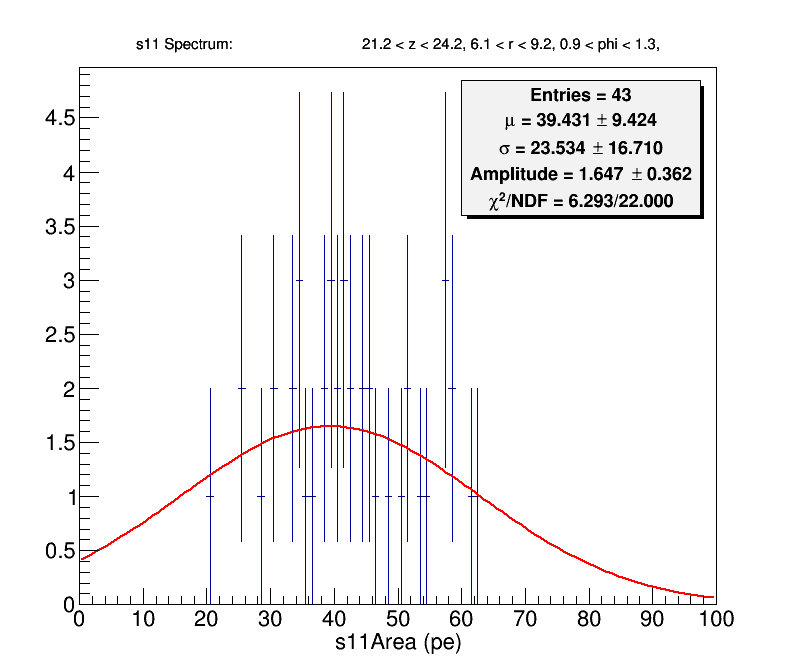 s11 Spectrum: 21.2 < z < 24.2, 6.1 < r < 9.2, 0.9 < phi < 1.3,
Entries = 43
μ = 39.431 ± 9.424
σ = 23.534 ± 16.710
Amplitude = 1.647 ± 0.362
χ²/NDF = 6.293/22.000
4.5
4
3.5
3
2.5
2
1.5
1
0.5
0
0 10 20 30 40 50 60 70 80 90 100
s11Area (pe)